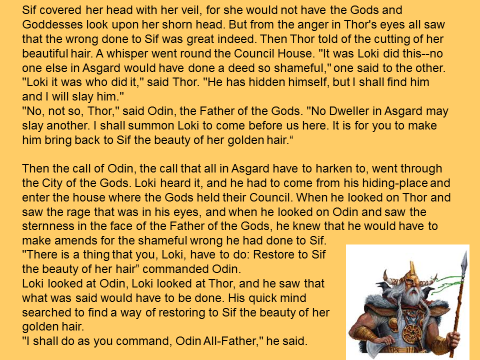 Sif covered her head with her veil, for she would not have the Gods and
Goddesses look upon her shorn head. But from the anger in Thor's eyes all saw
that the wrong done to Sif was great indeed. Then Thor told of the cutting of her
beautiful hair. A whisper went round the Council House. "It was Loki did this--no
one else in Asgard would have done a deed so shameful," one said to the other.
"Loki it was who did it," said Thor. "He has hidden himself, but I shall find him
and I will slay him."
"No, not so, Thor," said Odin, the Father of the Gods. "No Dweller in Asgard may
slay another. I shall summon Loki to come before us here. It is for you to make
him bring back to Sif the beauty of her golden hair.“
Then the call of Odin, the call that all in Asgard have to harken to, went through
the City of the Gods. Loki heard it, and he had to come from his hiding-place and
enter the house where the Gods held their Council. When he looked on Thor and
saw the rage that was in his eyes, and when he looked on Odin and saw the
sternness in the face of the Father of the Gods, he knew that he would have to
make amends for the shameful wrong he had done to Sif.
"There is a thing that you, Loki, have to do: Restore to Sif
the beauty of her hair” commanded Odin.
Loki looked at Odin, Loki looked at Thor, and he saw that
what was said would have to be done. His quick mind
searched to find a way of restoring to Sif the beauty of her
golden hair.
"I shall do as you command, Odin All-Father," he said.